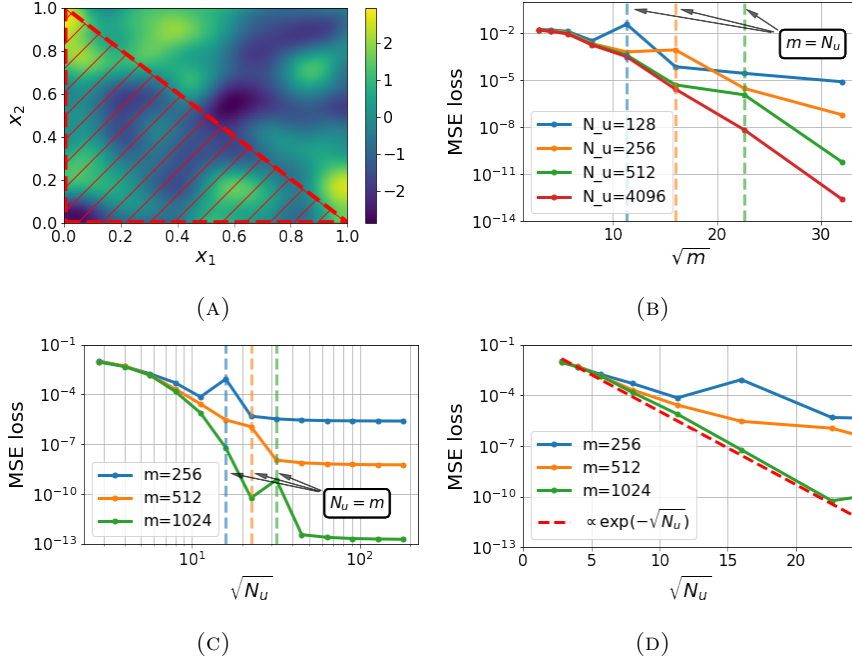 1.0
0.8
0.6
0.4
0.2
0.0
x_2
0.0 0.2 0.4 0.6 0.8 1.0
x_1
2
1
0
−1
−2
(A)
MSE loss
10^{-2}
10^{-5}
10^{-8}
10^{-11}
10^{-14}
m = N_u
N_u=128
N_u=256
N_u=512
N_u=4096
10 20 30
√m
(B)
MSE loss
10^{-1}
10^{-4}
10^{-7}
10^{-10}
10^{-13}
m=256
m=512
m=1024
N_u = m
10^1 10^2
√N_u
(C)
MSE loss
10^{-1}
10^{-4}
10^{-7}
10^{-10}
10^{-13}
m=256
m=512
m=1024
∝ exp(−√N_u)
0 5 10 15 20
√N_u
(D)